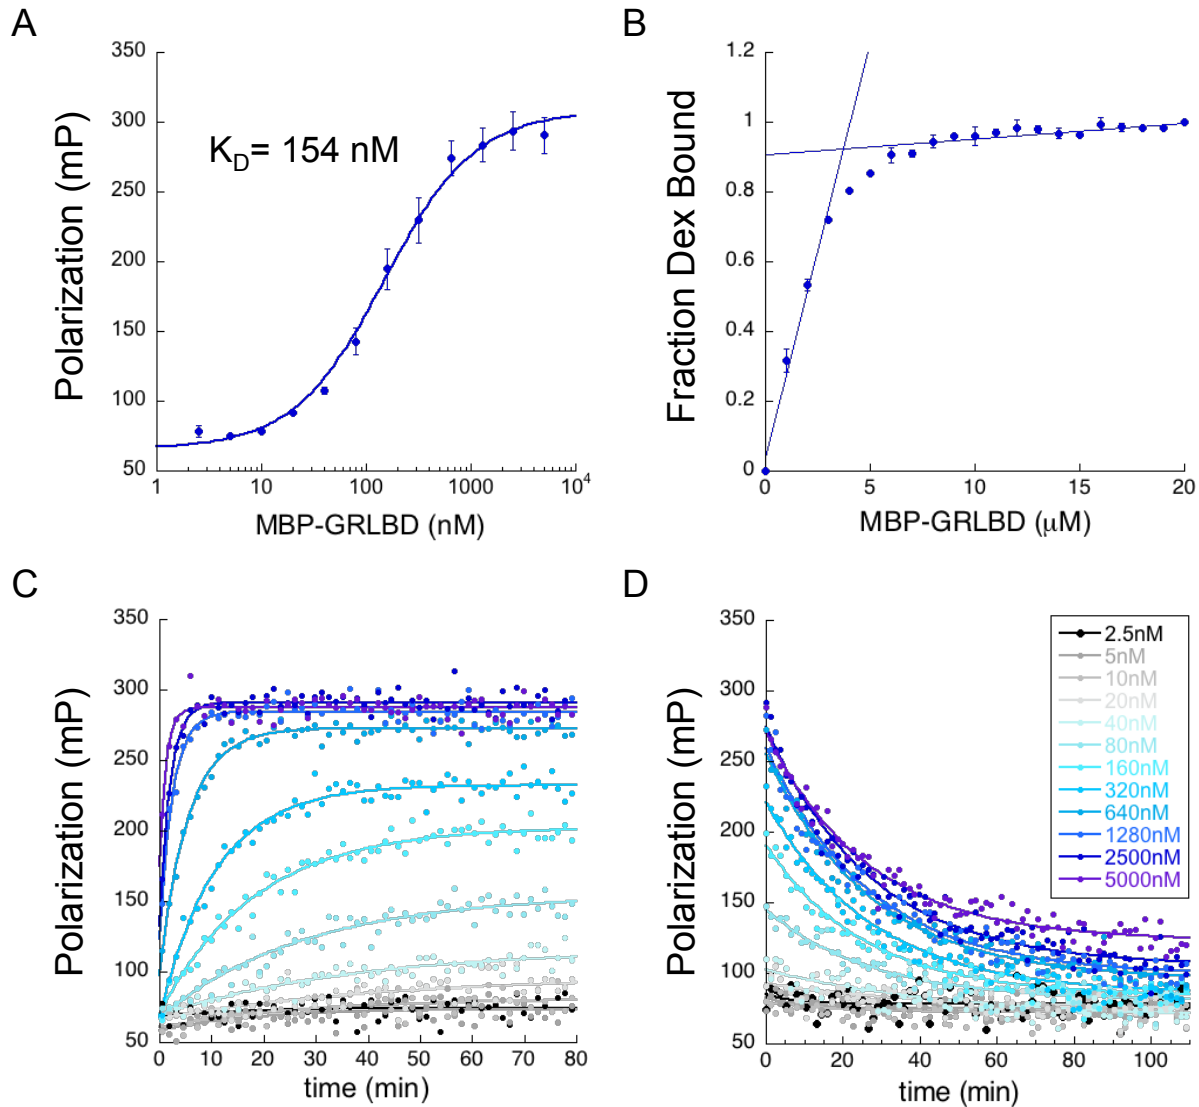 A
Polarization (mP)
350
300
250
200
150
100
50
K_D= 154 nM
1 10 100 1000 10^4
MBP-GRLBD (nM)
B
Fraction Dex Bound
1.2
1
0.8
0.6
0.4
0.2
0
0 5 10 15 20
MBP-GRLBD (μM)
C
Polarization (mP)
350
300
250
200
150
100
50
0 10 20 30 40 50 60 70 80
time (min)
D
Polarization (mP)
350
300
250
200
150
100
50
2.5nM
5nM
10nM
20nM
40nM
80nM
160nM
320nM
640nM
1280nM
2500nM
5000nM
0 20 40 60 80 100
time (min)